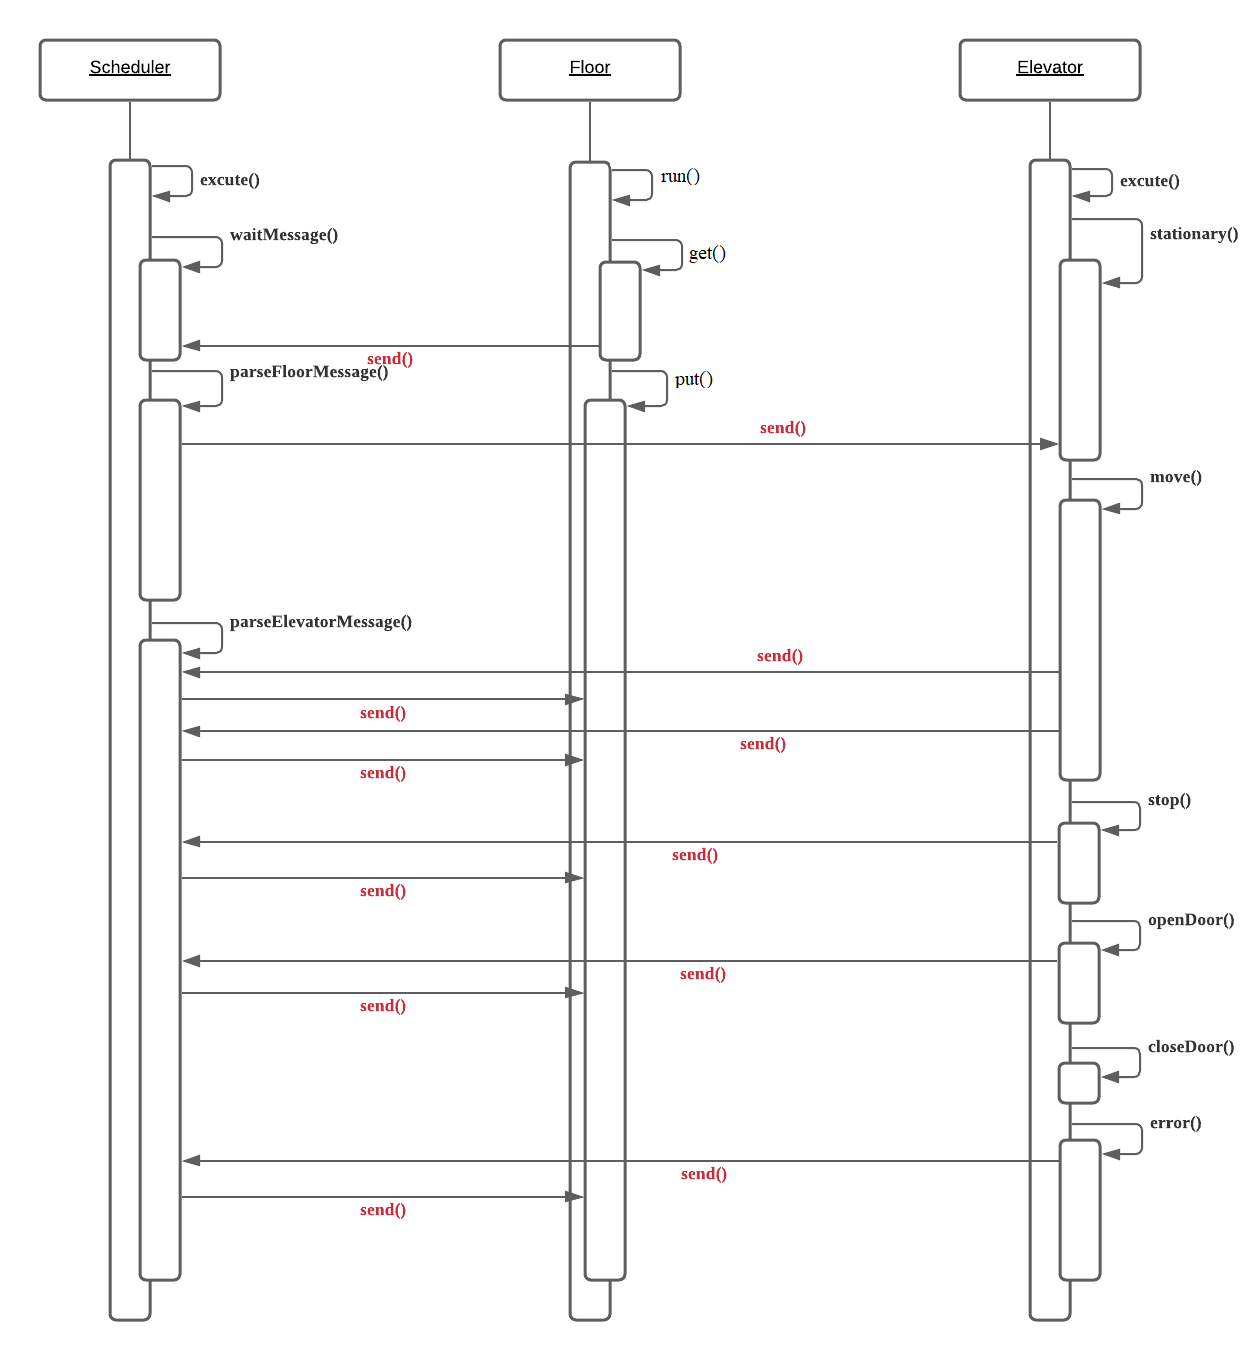 Scheduler
Floor
Elevator
excute()
run()
excute()
waitMessage()
get()
stationary()
send()
parseFloorMessage()
put()
send()
move()
parseElevatorMessage()
send()
send()
send()
send()
stop()
send()
send()
openDoor()
send()
send()
closeDoor()
error()
send()
send()